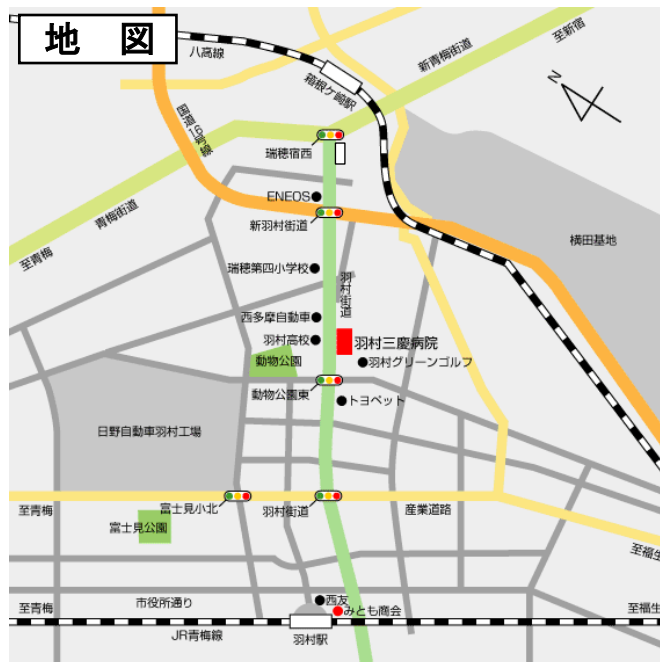 地 図
八高線
新青梅街道
至新宿
箱根ケ崎駅
N
国道16号線
瑞穂宿西
青梅街道
至青梅
ENEOS
新羽村街道
横田基地
瑞穂第四小学校
羽村街道
西多摩自動車
羽村高校
羽村三慶病院
動物公園
羽村グリーンゴルフ
動物公園東
トヨペット
日野自動車羽村工場
至青梅
富士見小北
羽村街道
産業道路
富士見公園
至福生
市役所通り
西友
至青梅
みとも商会
至福生
JR青梅線
羽村駅